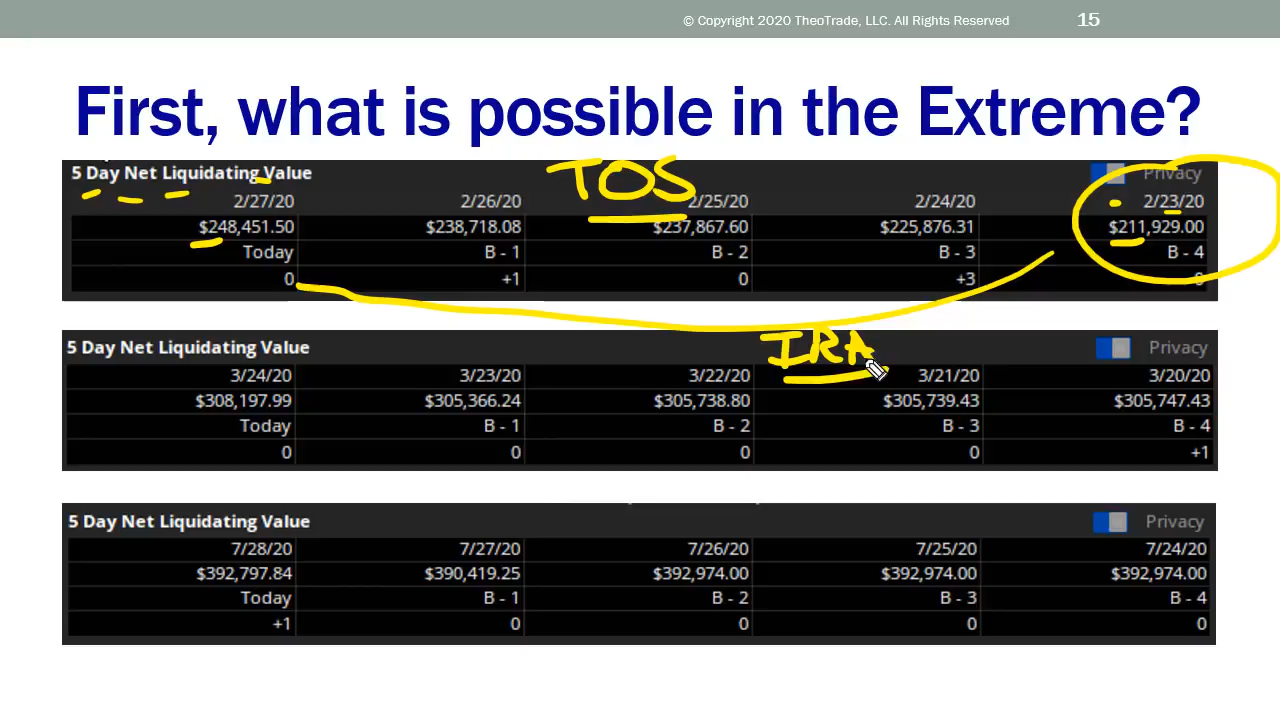 © Copyright 2020 TheoTrade, LLC. All Rights Reserved 15
First, what is possible in the Extreme?
5 Day Net Liquidating Value TOS Privacy
2/27/20 2/26/20 2/25/20 2/24/20 2/23/20
$248,451.50 $238,718.08 $237,867.60 $225,876.31 $211,929.00
Today B - 1 B - 2 B - 3 B - 4
0 +1 0 +3 0
5 Day Net Liquidating Value IRA Privacy
3/24/20 3/23/20 3/22/20 3/21/20 3/20/20
$308,197.99 $305,366.24 $305,738.80 $305,739.43 $305,747.43
Today B - 1 B - 2 B - 3 B - 4
0 0 0 0 +1
5 Day Net Liquidating Value Privacy
7/28/20 7/27/20 7/26/20 7/25/20 7/24/20
$392,797.84 $390,419.25 $392,974.00 $392,974.00 $392,974.00
Today B - 1 B - 2 B - 3 B - 4
+1 0 0 0 0